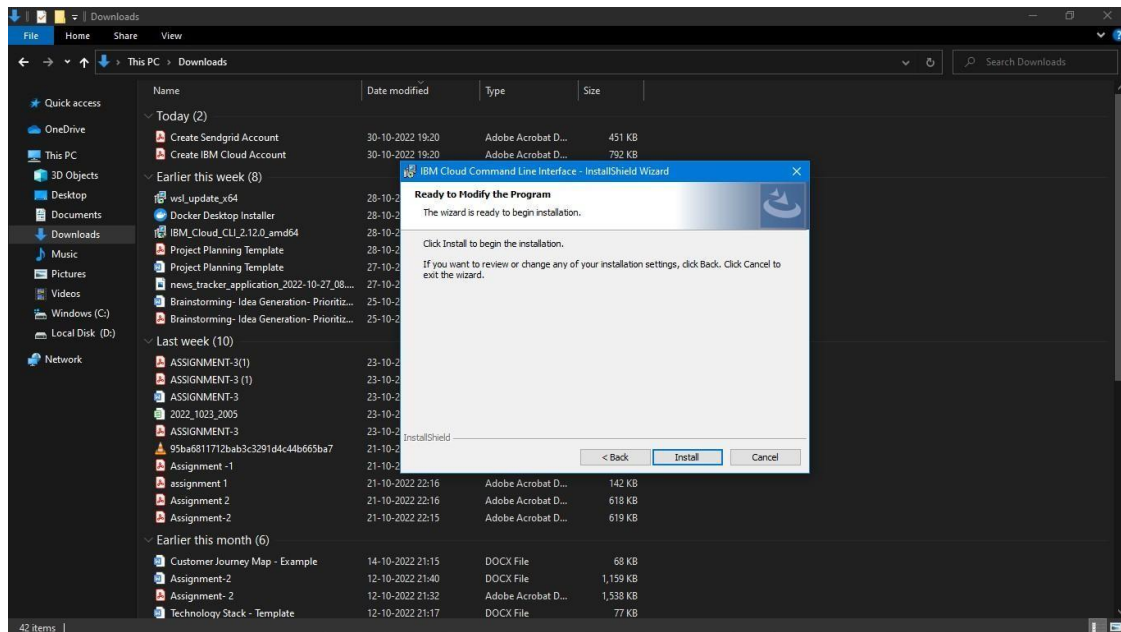 Downloads
File Home Share View
This PC > Downloads
Search Downloads
Name Date modified Type Size
Quick access
OneDrive
This PC
3D Objects
Desktop
Documents
Downloads
Music
Pictures
Videos
Windows (C:)
Local Disk (D:)
Network
Today (2)
Create Sendgrid Account 30-10-2022 19:20 Adobe Acrobat D... 451 KB
Create IBM Cloud Account 30-10-2022 19:20 Adobe Acrobat D... 792 KB
Earlier this week (8)
wsl_update_x64 28-10-2
Docker Desktop Installer 28-10-2
IBM_Cloud_CLI_2.12.0_amd64 28-10-2
Project Planning Template 28-10-2
Project Planning Template 27-10-2
news_tracker_application_2022-10-27_08.... 27-10-2
Brainstorming- Idea Generation- Prioritiz... 25-10-2
Brainstorming- Idea Generation- Prioritiz... 25-10-2
Last week (10)
ASSIGNMENT-3(1) 23-10-2
ASSIGNMENT-3 (1) 23-10-2
ASSIGNMENT-3 23-10-2
2022_1023_2005 23-10-2
ASSIGNMENT-3 23-10-2
95ba6811712bab3c3291d4c44b665ba7 21-10-2
Assignment -1 21-10-2
assignment 1 21-10-2022 22:16 Adobe Acrobat D... 142 KB
Assignment 2 21-10-2022 22:16 Adobe Acrobat D... 618 KB
Assignment-2 21-10-2022 22:15 Adobe Acrobat D... 619 KB
Earlier this month (6)
Customer Journey Map - Example 14-10-2022 21:15 DOCX File 68 KB
Assignment-2 12-10-2022 21:40 DOCX File 1,159 KB
Assignment- 2 12-10-2022 21:32 Adobe Acrobat D... 1,538 KB
Technology Stack - Template 12-10-2022 21:17 DOCX File 77 KB
42 items
IBM Cloud Command Line Interface - InstallShield Wizard
Ready to Modify the Program
The wizard is ready to begin installation.
Click Install to begin the installation.
If you want to review or change any of your installation settings, click Back. Click Cancel to
exit the wizard.
InstallShield
< Back Install Cancel